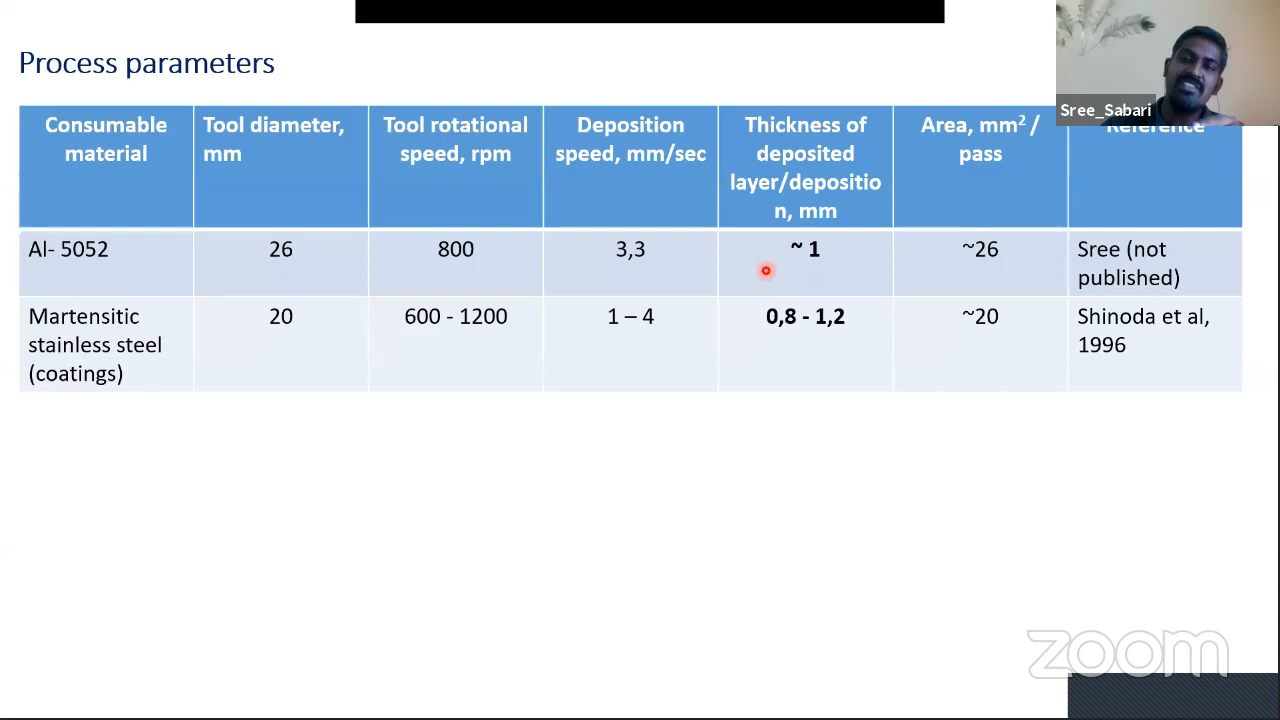 Process parameters
Sree_Sabari
Consumable material
Tool diameter, mm
Tool rotational speed, rpm
Deposition speed, mm/sec
Thickness of deposited layer/depositio n, mm
Area, mm² / pass
Reference
Al- 5052
26
800
3,3
~ 1
~26
Sree (not published)
Martensitic stainless steel (coatings)
20
600 - 1200
1 – 4
0,8 - 1,2
~20
Shinoda et al, 1996
zoom